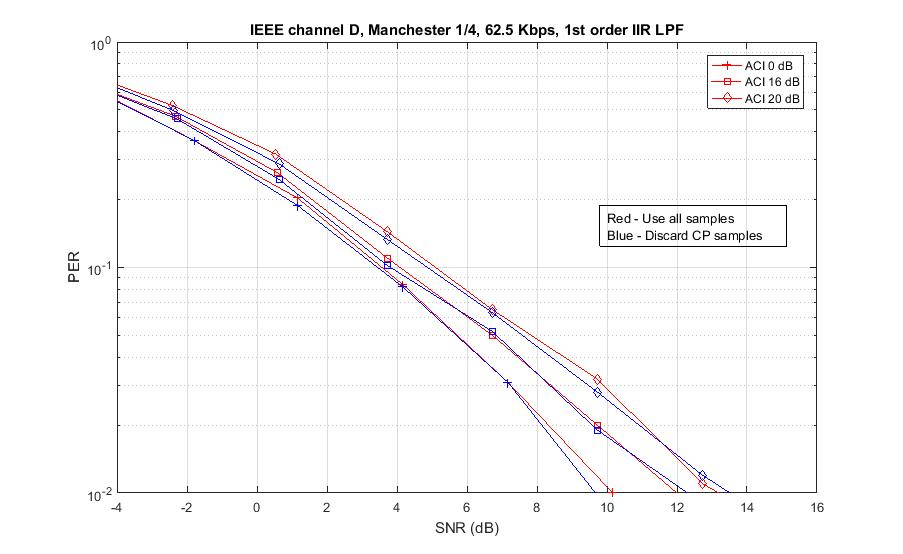 IEEE channel D, Manchester 1/4, 62.5 Kbps, 1st order IIR LPF
10^0
ACI 0 dB
ACI 16 dB
ACI 20 dB
Red - Use all samples
Blue - Discard CP samples
PER
10^-1
10^-2
-4 -2 0 2 4 6 8 10 12 14 16
SNR (dB)